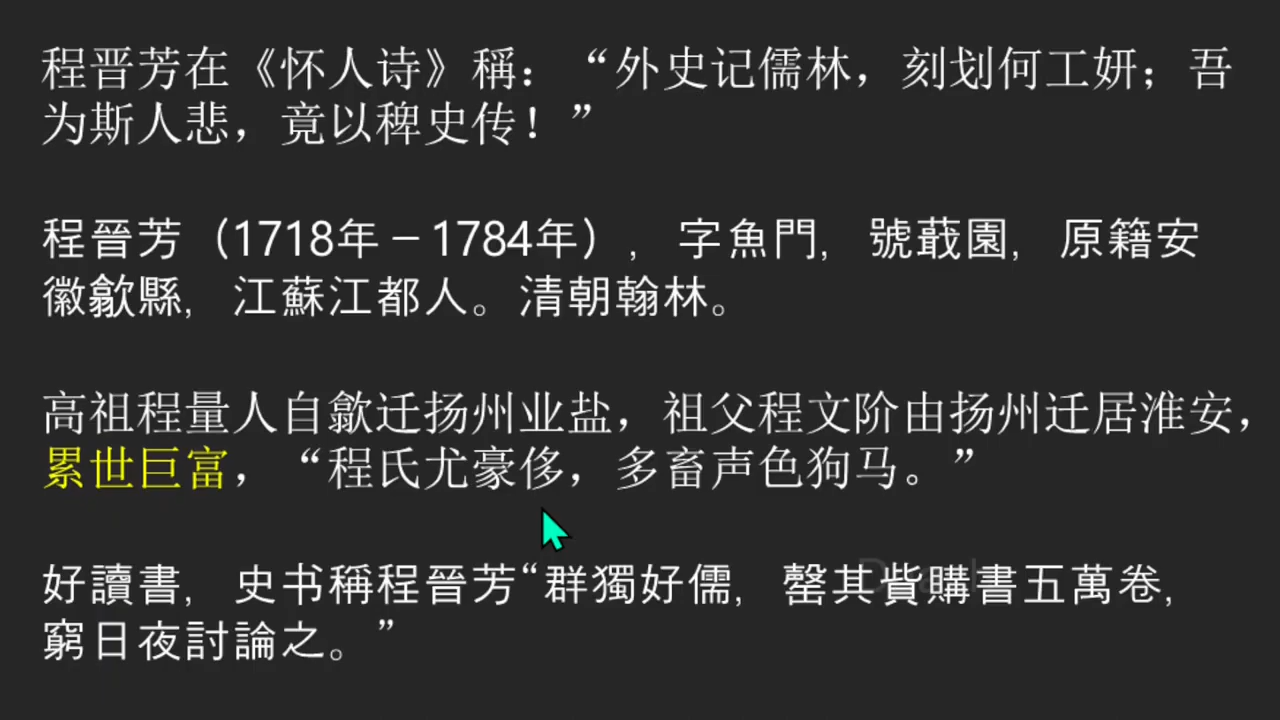 程晋芳在《怀人诗》稱：“外史记儒林，刻划何工妍；吾
为斯人悲，竟以稗史传！”
程晉芳（1718年－1784年）, 字魚門, 號蕺園, 原籍安
徽歙縣, 江蘇江都人。清朝翰林。
高祖程量人自歙迁扬州业盐，祖父程文阶由扬州迁居淮安，
累世巨富，“程氏尤豪侈，多畜声色狗马。”
好讀書, 史书稱程晉芳“群獨好儒, 罄其貲購書五萬卷,
窮日夜討論之。”